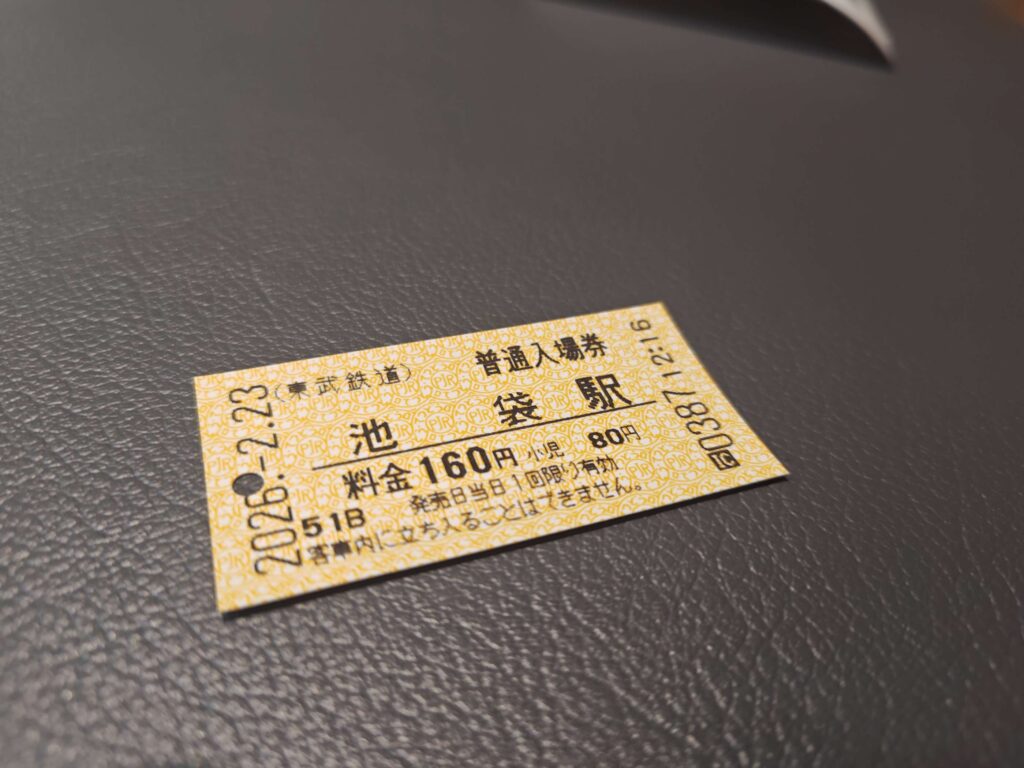 (東武鉄道)
普通入場券
池袋駅
料金160円 小児 80円
発売日当日1回限り有効
51B
客車内に立ち入ることはできません。
2026.-2.23
0387 12:16